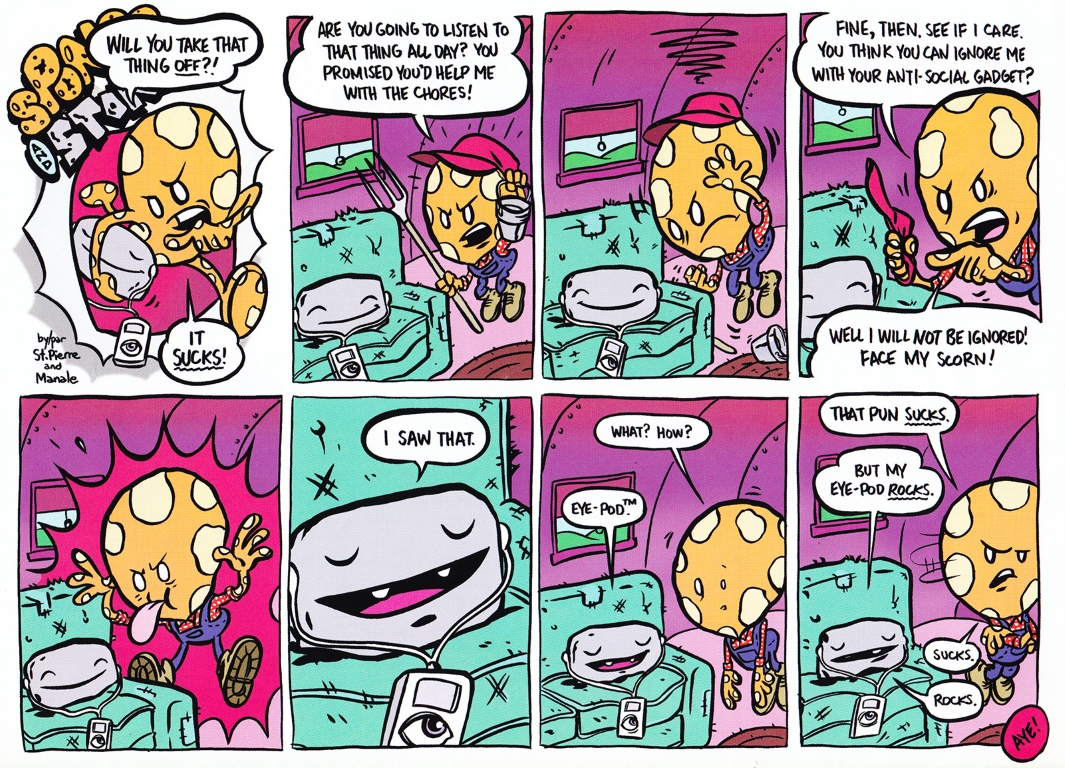 WILL YOU TAKE THAT
THING OFF?!
AND
IT
SUCKS!
by/par
St.Pierre
and
Manale
ARE YOU GOING TO LISTEN TO
THAT THING ALL DAY? YOU
PROMISED YOU'D HELP ME
WITH THE CHORES!
FINE, THEN. SEE IF I CARE.
YOU THINK YOU CAN IGNORE ME
WITH YOUR ANTI-SOCIAL GADGET?
WELL I WILL NOT BE IGNORED!
FACE MY SCORN!
I SAW THAT.
WHAT? HOW?
EYE-POD.™
THAT PUN SUCKS.
BUT MY
EYE-POD ROCKS.
SUCKS.
ROCKS.
AYE!